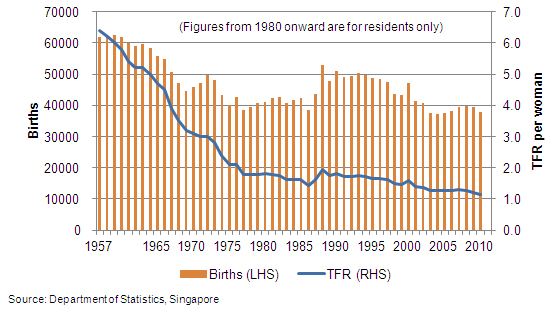 (Figures from 1980 onward are for residents only)
70000
60000
50000
40000
30000
20000
10000
0
Births
7.0
6.0
5.0
4.0
3.0
2.0
1.0
0.0
TFR per woman
1957 1965 1970 1975 1980 1985 1990 1995 2000 2005 2010
Births (LHS) TFR (RHS)
Source: Department of Statistics, Singapore